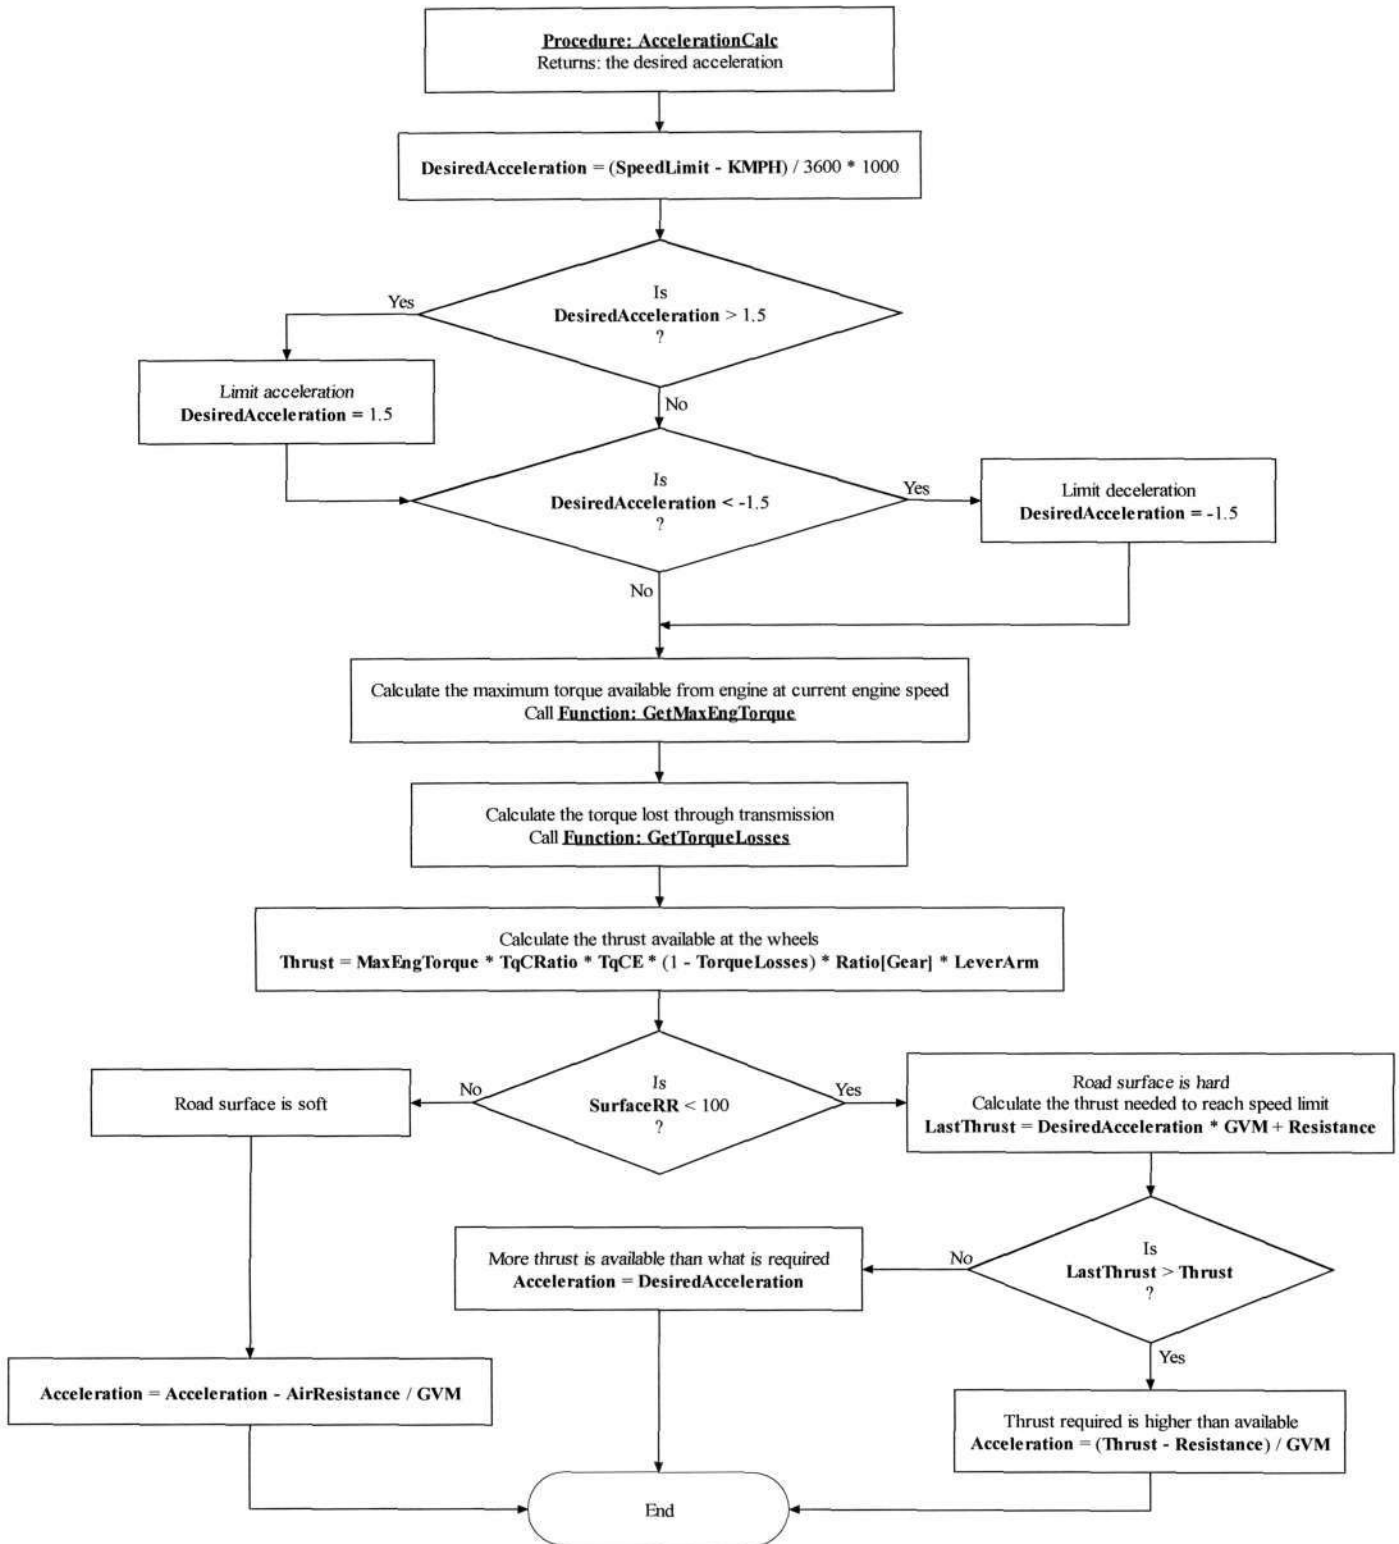 Procedure: AccelerationCalc
Returns: the desired acceleration
DesiredAcceleration = (SpeedLimit - KMPH) / 3600 * 1000
Is
DesiredAcceleration > 1.5
?
Yes
Limit acceleration
DesiredAcceleration = 1.5
No
Is
DesiredAcceleration < -1.5
?
Yes
Limit deceleration
DesiredAcceleration = -1.5
No
Calculate the maximum torque available from engine at current engine speed
Call Function: GetMaxEngTorque
Calculate the torque lost through transmission
Call Function: GetTorqueLosses
Calculate the thrust available at the wheels
Thrust = MaxEngTorque * TqCRatio * TqCE * (1 - TorqueLosses) * Ratio[Gear] * LeverArm
Is
SurfaceRR < 100
?
No
Road surface is soft
Yes
Road surface is hard
Calculate the thrust needed to reach speed limit
LastThrust = DesiredAcceleration * GVM + Resistance
Is
LastThrust > Thrust
?
No
More thrust is available than what is required
Acceleration = DesiredAcceleration
Yes
Acceleration = Acceleration - AirResistance / GVM
Thrust required is higher than available
Acceleration = (Thrust - Resistance) / GVM
End